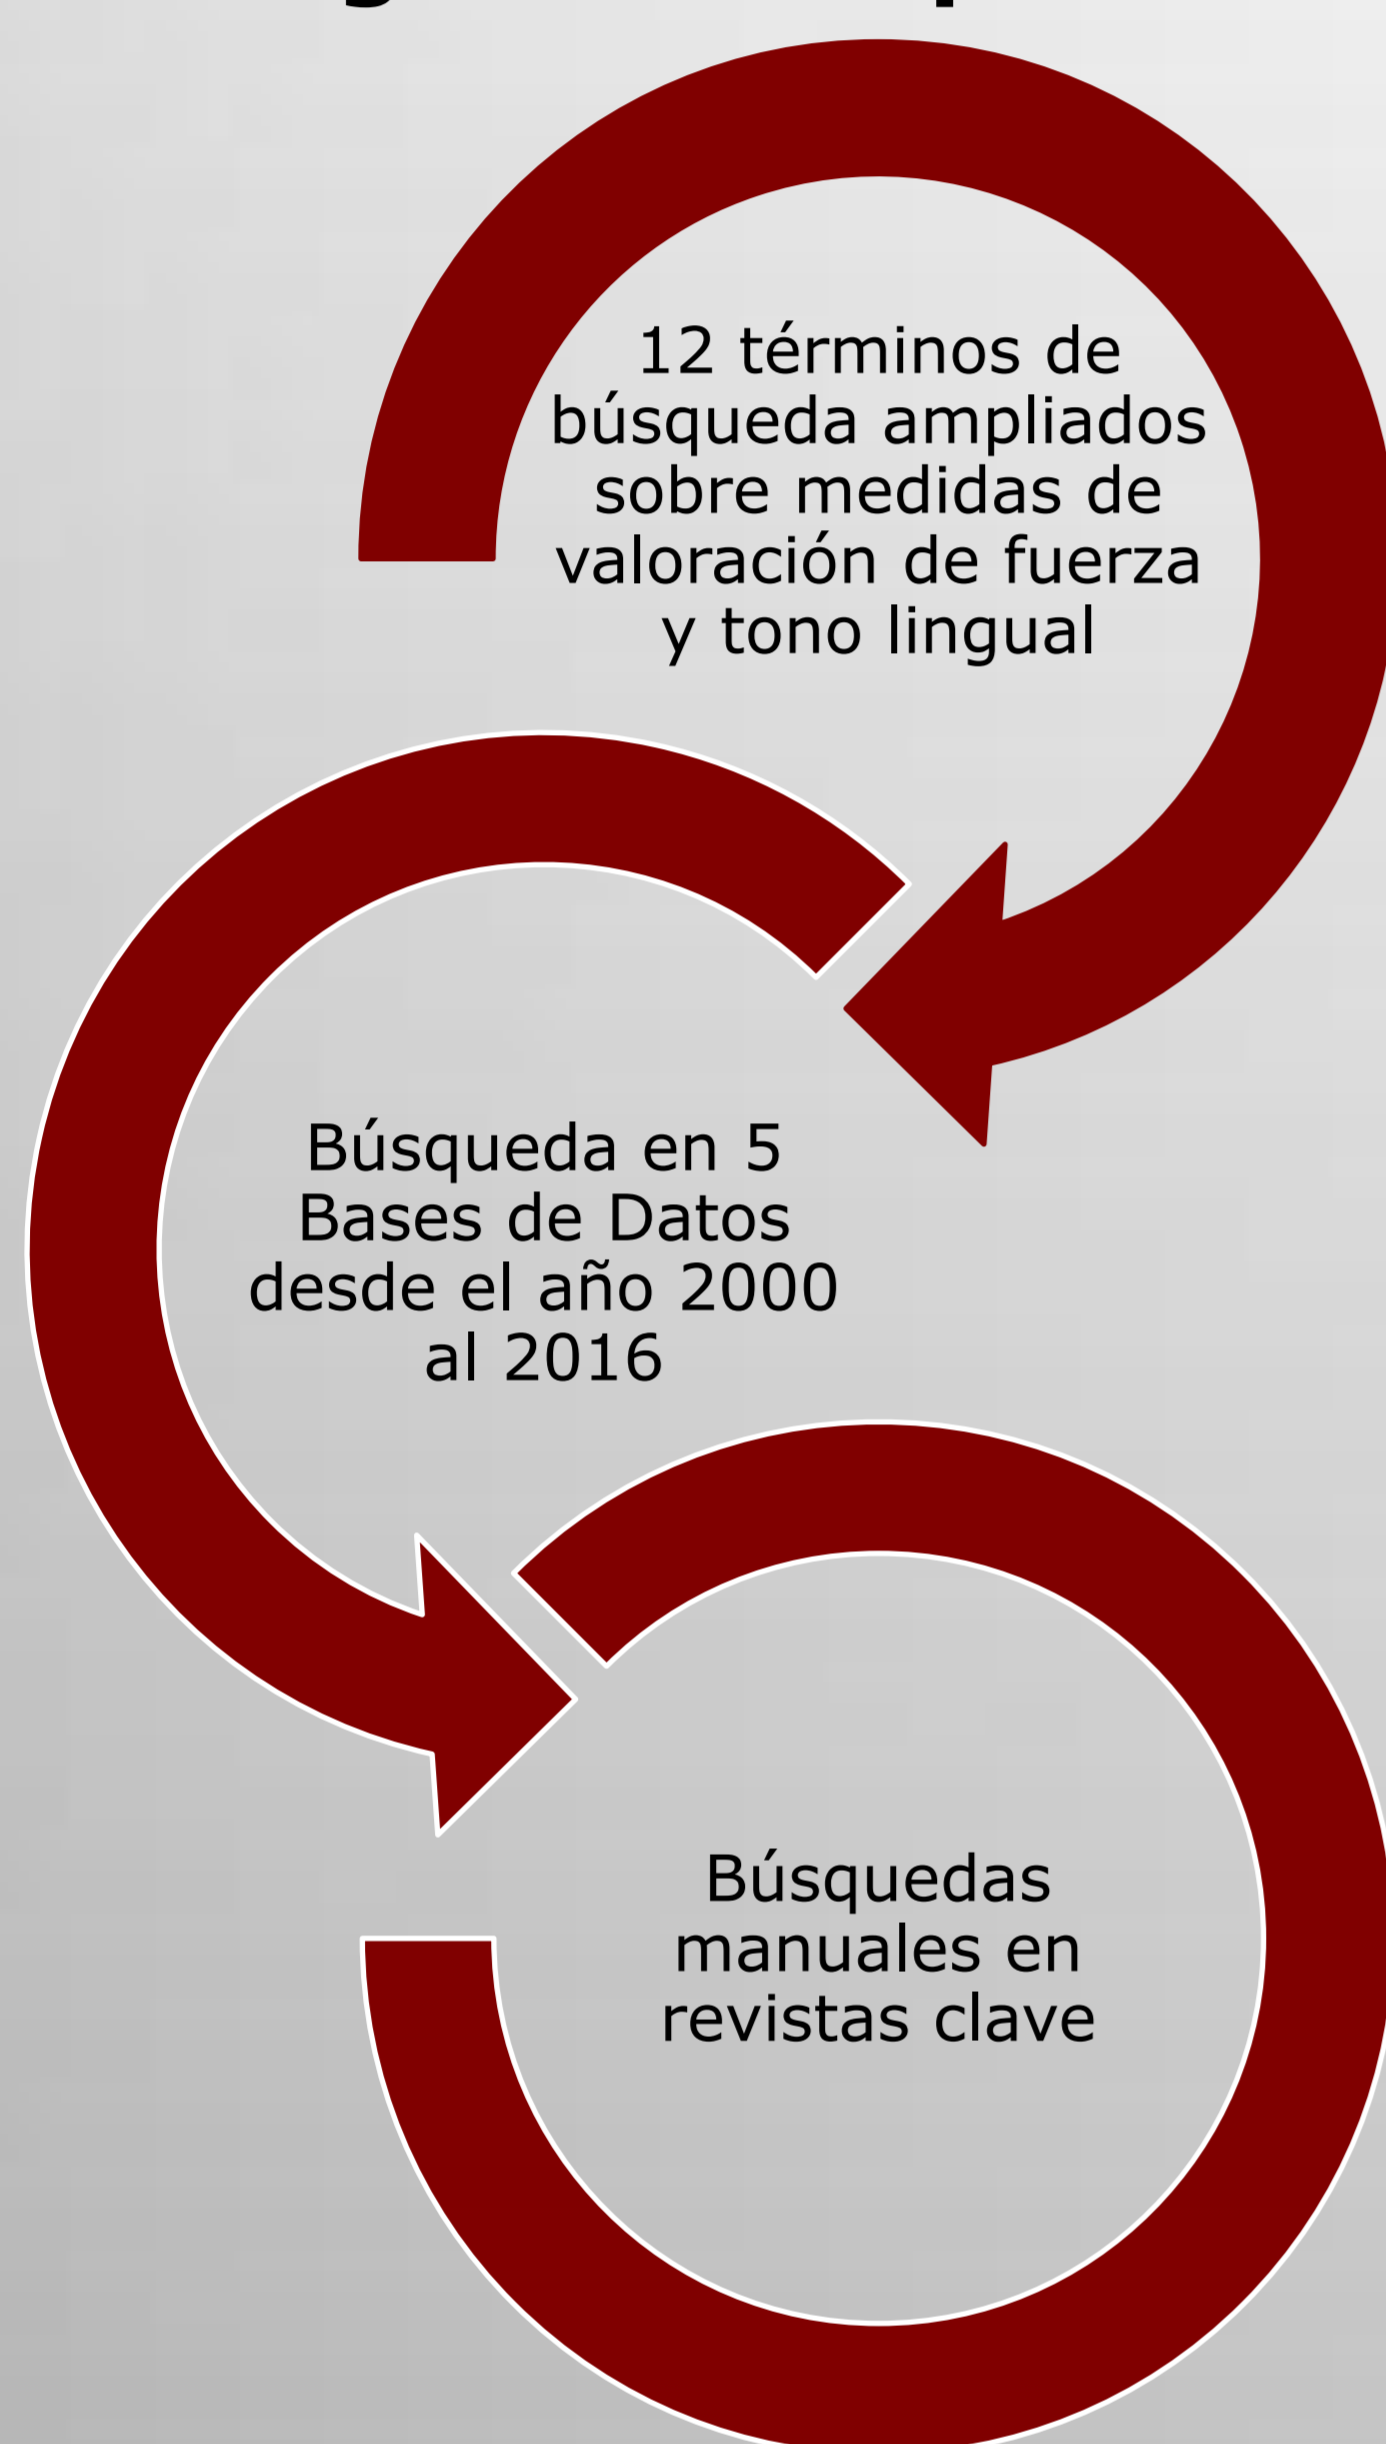 12 términos de
búsqueda ampliados
sobre medidas de
valoración de fuerza
y tono lingual
Búsqueda en 5
Bases de Datos
desde el año 2000
al 2016
Búsquedas
manuales en
revistas clave